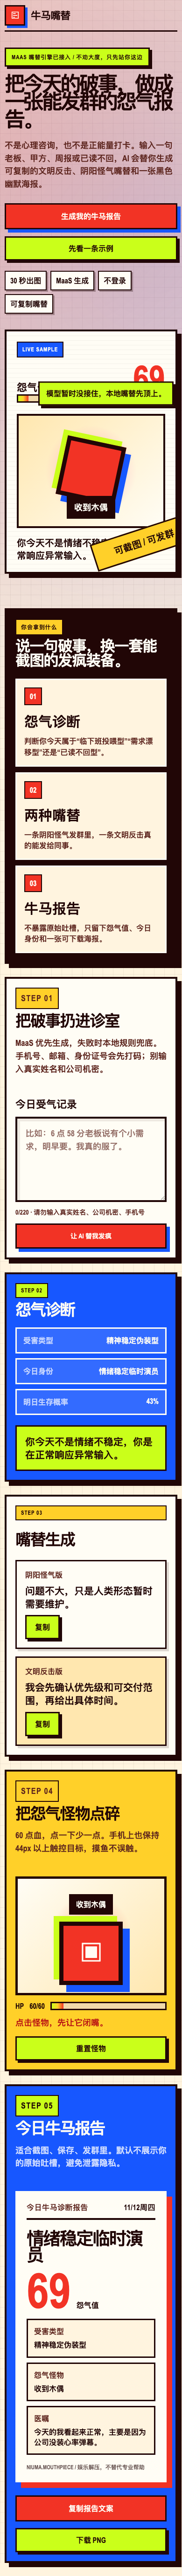 牛马嘴替
MAAS 嘴替引擎已接入 / 不劝大度，只先站你这边
把今天的破事，做成
一张能发群的怨气报
告。
不是心理咨询，也不是正能量打卡。输入一句
老板、甲方、周报或已读不回，AI 会替你生成
可复制的文明反击、阴阳怪气嘴替和一张黑色
幽默海报。
生成我的牛马报告
先看一条示例
30 秒出图
MaaS 生成
不登录
可复制嘴替
LIVE SAMPLE
69
怨气
模型暂时没接住，本地嘴替先顶上。
收到木偶
你今天不是情绪不稳
常响应异常输入。
可截图 / 可发群
你会拿到什么
说一句破事，换一套能
截图的发疯装备。
01
怨气诊断
判断你今天属于“临下班投喂型”“需求漂
移型”还是“已读不回型”。
02
两种嘴替
一条阴阳怪气发群里，一条文明反击真
的能发给同事。
03
牛马报告
不暴露原始吐槽，只留下怨气值、今日
身份和一张可下载海报。
STEP 01
把破事扔进诊室
MaaS 优先生成，失败时本地规则兜底。
手机号、邮箱、身份证号会先打码；别输
入真实姓名和公司机密。
今日受气记录
比如：6 点 58 分老板说有个小需
求，明早要。我真的服了。
0/220 · 请勿输入真实姓名、公司机密、手机号
让 AI 替我发疯
STEP 02
怨气诊断
受害类型 精神稳定伪装型
今日身份 情绪稳定临时演员
明日生存概率 43%
你今天不是情绪不稳定，你是
在正常响应异常输入。
STEP 03
嘴替生成
阴阳怪气版
问题不大，只是人类形态暂时
需要维护。
复制
文明反击版
我会先确认优先级和可交付范
围，再给出具体时间。
复制
STEP 04
把怨气怪物点碎
60 点血，点一下少一点。手机上也保持
44px 以上触控目标，摸鱼不误触。
收到木偶
HP 60/60
点击怪物，先让它闭嘴。
重置怪物
STEP 05
今日牛马报告
适合截图、保存、发群里。默认不展示你
的原始吐槽，避免泄露隐私。
今日牛马诊断报告 11/12周四
情绪稳定临时演
员
69 怨气值
受害类型
精神稳定伪装型
怨气怪物
收到木偶
医嘱
今天的我看起来正常，主要是因为
公司没装心率弹幕。
NIUMA.MOUTHPIECE / 娱乐解压，不替代专业帮助
复制报告文案
下载 PNG